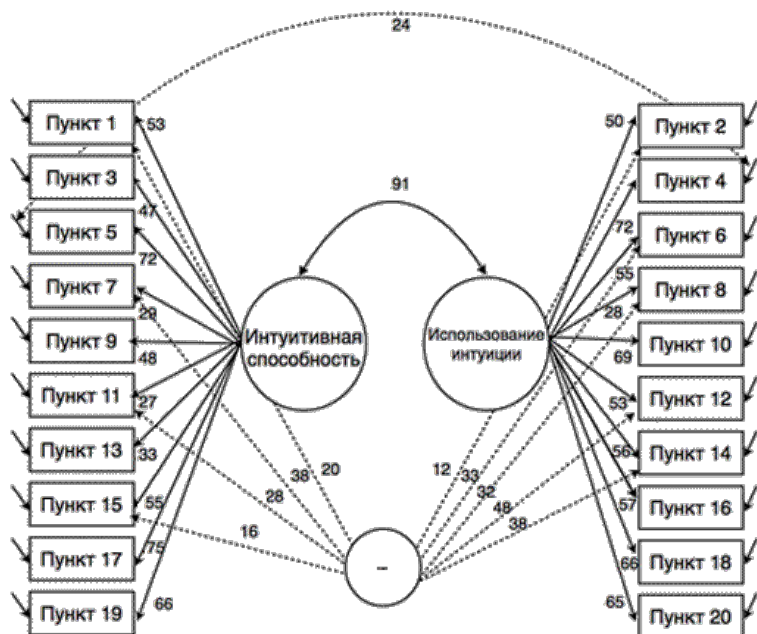 24
Пункт 1
53
50
Пункт 2
Пункт 3
Пункт 4
91
47
Пункт 5
72
Пункт 6
72
55
Пункт 7
Пункт 8
29
28
Пункт 9
Интуитивная
способность
Использование
интуиции
Пункт 10
48
69
Пункт 11
27
53
Пункт 12
Пункт 13
33
56
Пункт 14
38
20
12
33
32
Пункт 15
55
28
48
57
Пункт 16
16
38
Пункт 17
75
66
Пункт 18
--
Пункт 19
66
65
Пункт 20